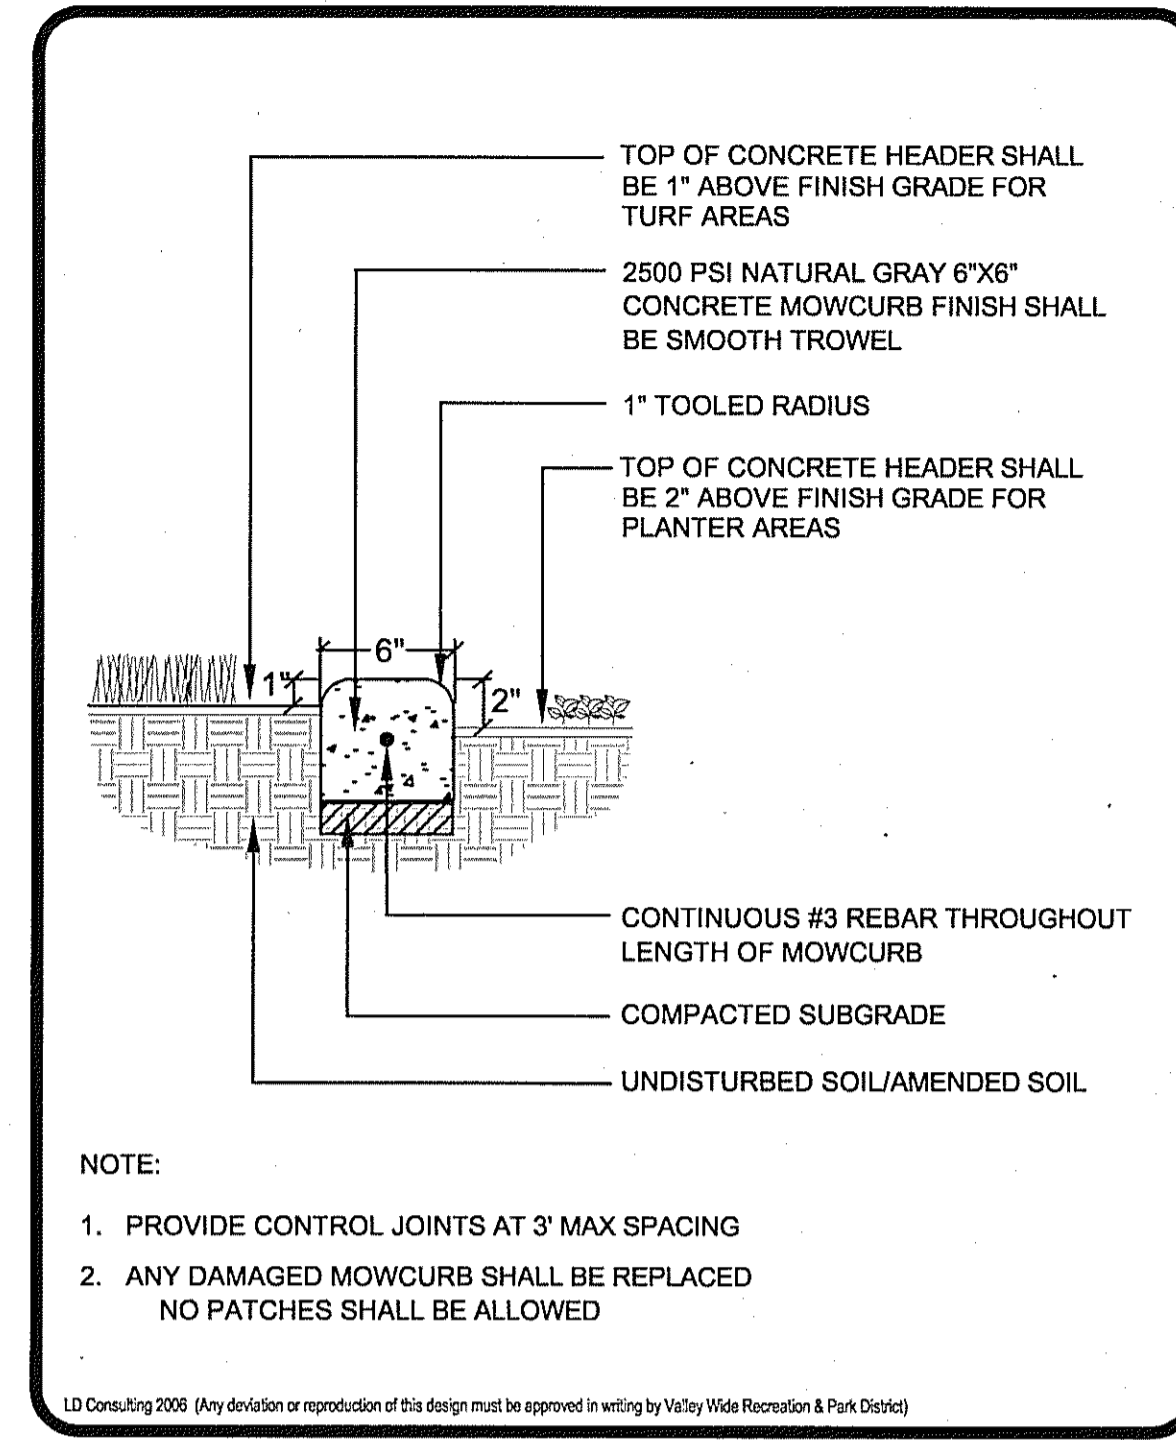 TOP OF CONCRETE HEADER SHALL
BE 1" ABOVE FINISH GRADE FOR
TURF AREAS
2500 PSI NATURAL GRAY 6"X6"
CONCRETE MOWCURB FINISH SHALL
BE SMOOTH TROWEL
1" TOOLED RADIUS
TOP OF CONCRETE HEADER SHALL
BE 2" ABOVE FINISH GRADE FOR
PLANTER AREAS
6"
1"
2"
CONTINUOUS #3 REBAR THROUGHOUT
LENGTH OF MOWCURB
COMPACTED SUBGRADE
UNDISTURBED SOIL/AMENDED SOIL
NOTE:
1. PROVIDE CONTROL JOINTS AT 3' MAX SPACING
2. ANY DAMAGED MOWCURB SHALL BE REPLACED
NO PATCHES SHALL BE ALLOWED
LD Consulting 2006 (Any deviation or reproduction of this design must be approved in writing by Valley Wide Recreation & Park District)